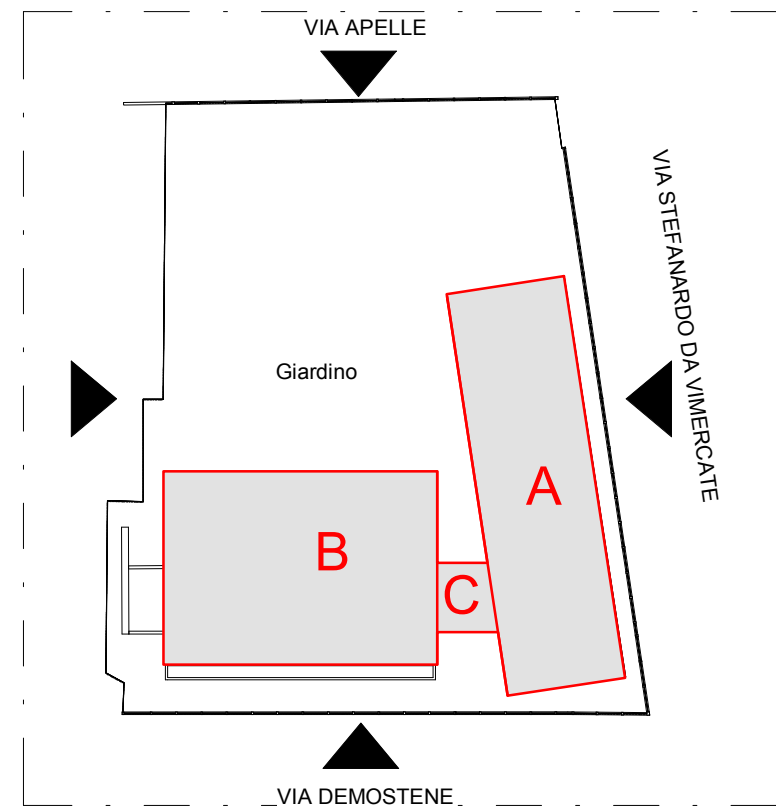 VIA APELLE
VIA STEFANARDO DA VIMERCATE
Giardino
A
B
C
VIA DEMOSTENE